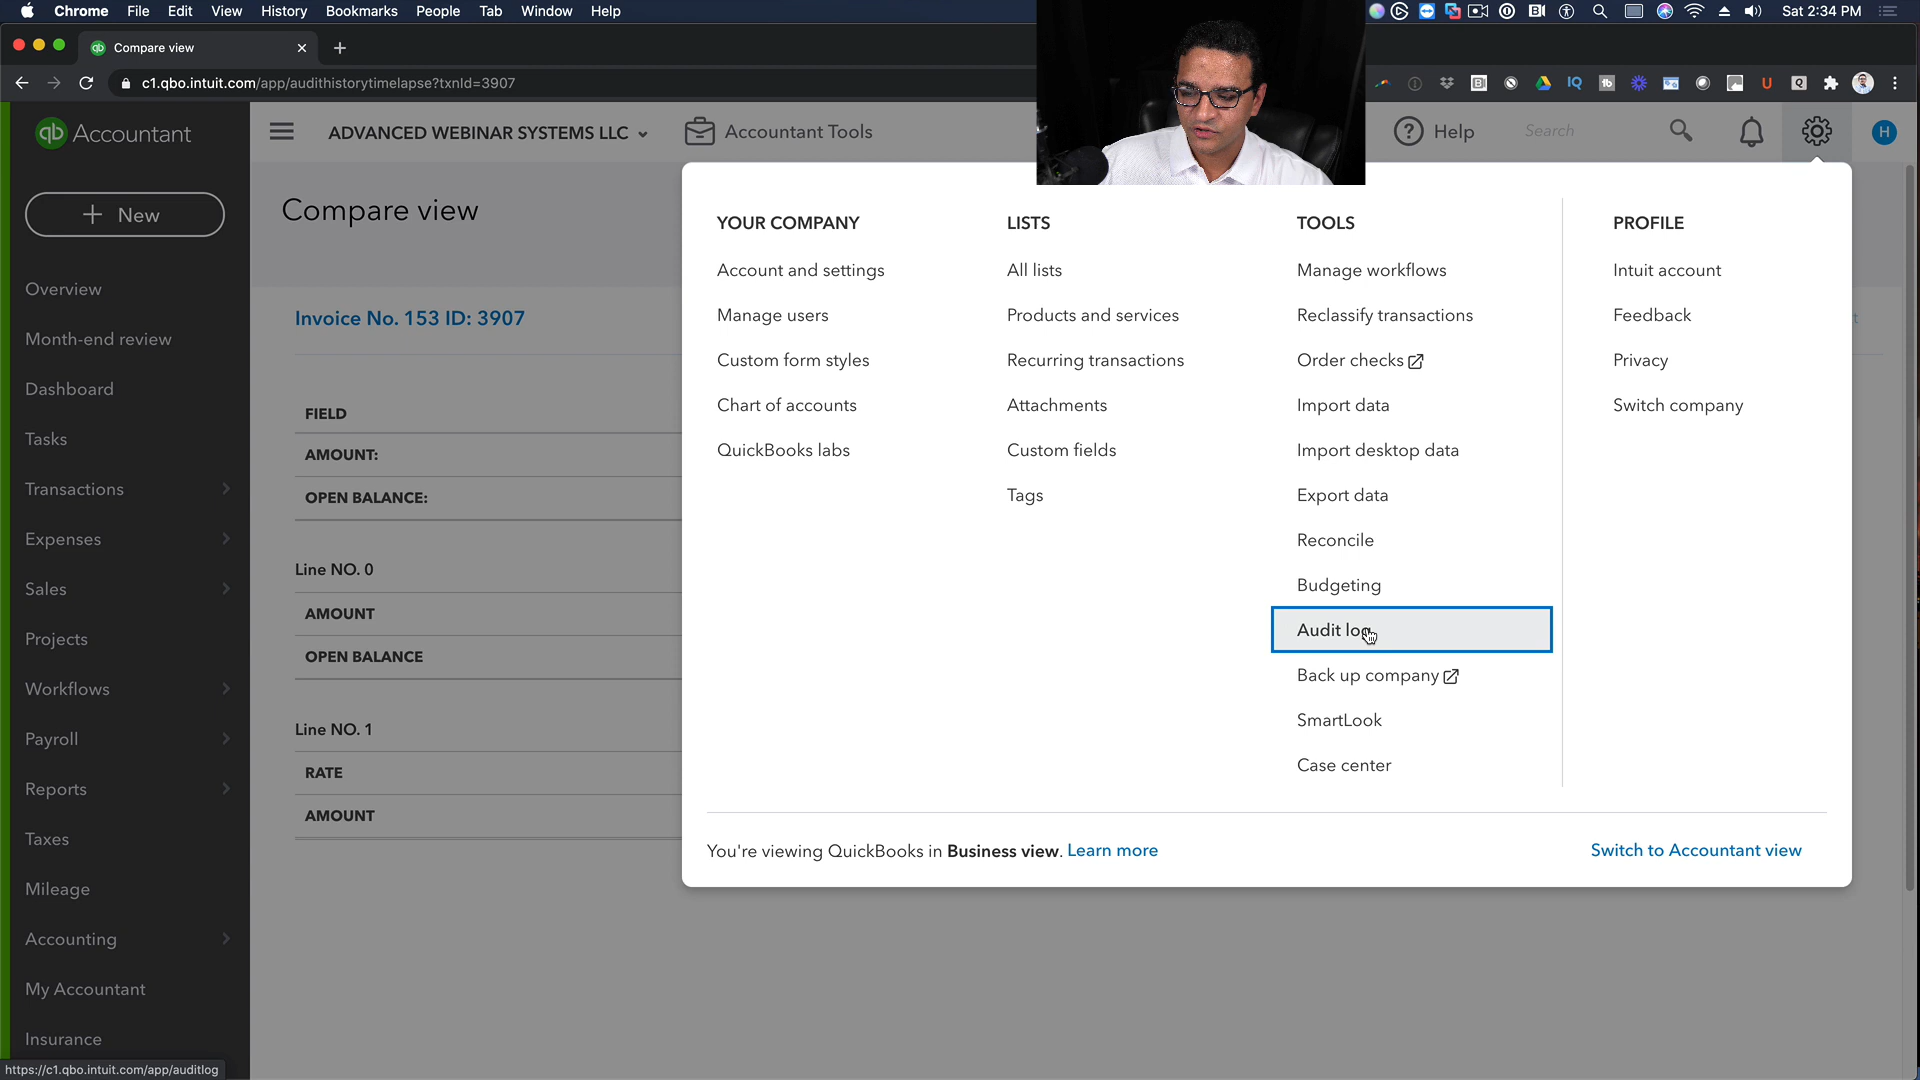 Chrome File Edit View History Bookmarks People Tab Window Help
Sat 2:34 PM
Compare view
c1.qbo.intuit.com/app/audithistorytimelapse?txnId=3907
qb Accountant
ADVANCED WEBINAR SYSTEMS LLC
Accountant Tools
Help
Search
H
+ New
Overview
Month-end review
Dashboard
Tasks
Transactions
Expenses
Sales
Projects
Workflows
Payroll
Reports
Taxes
Mileage
Accounting
My Accountant
Insurance
https://c1.qbo.intuit.com/app/auditlog
Compare view
Invoice No. 153 ID: 3907
FIELD
AMOUNT:
OPEN BALANCE:
Line NO. 0
AMOUNT
OPEN BALANCE
Line NO. 1
RATE
AMOUNT
YOUR COMPANY
Account and settings
Manage users
Custom form styles
Chart of accounts
QuickBooks labs
LISTS
All lists
Products and services
Recurring transactions
Attachments
Custom fields
Tags
TOOLS
Manage workflows
Reclassify transactions
Order checks
Import data
Import desktop data
Export data
Reconcile
Budgeting
Audit log
Back up company
SmartLook
Case center
PROFILE
Intuit account
Feedback
Privacy
Switch company
You're viewing QuickBooks in Business view. Learn more
Switch to Accountant view